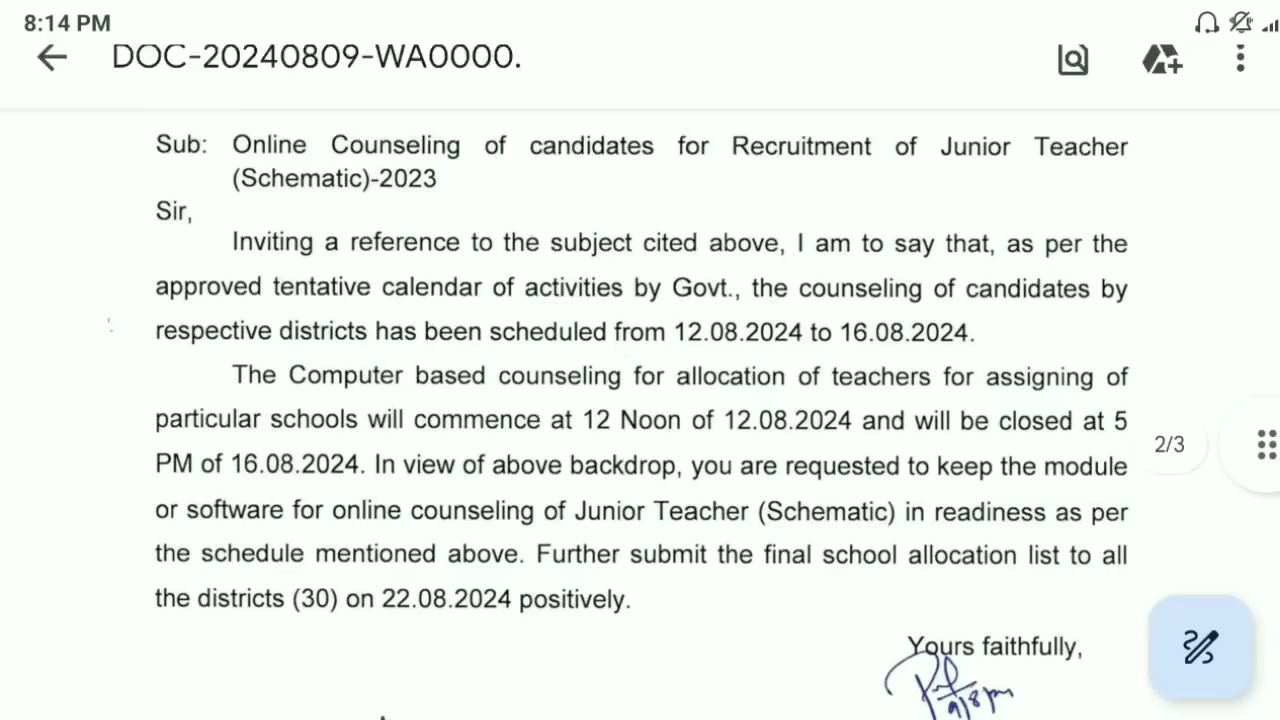 8:14 PM
DOC-20240809-WA0000.
Sub: Online Counseling of candidates for Recruitment of Junior Teacher
(Schematic)-2023
Sir,
Inviting a reference to the subject cited above, I am to say that, as per the
approved tentative calendar of activities by Govt., the counseling of candidates by
respective districts has been scheduled from 12.08.2024 to 16.08.2024.
The Computer based counseling for allocation of teachers for assigning of
particular schools will commence at 12 Noon of 12.08.2024 and will be closed at 5
PM of 16.08.2024. In view of above backdrop, you are requested to keep the module
2/3
or software for online counseling of Junior Teacher (Schematic) in readiness as per
the schedule mentioned above. Further submit the final school allocation list to all
the districts (30) on 22.08.2024 positively.
Yours faithfully,